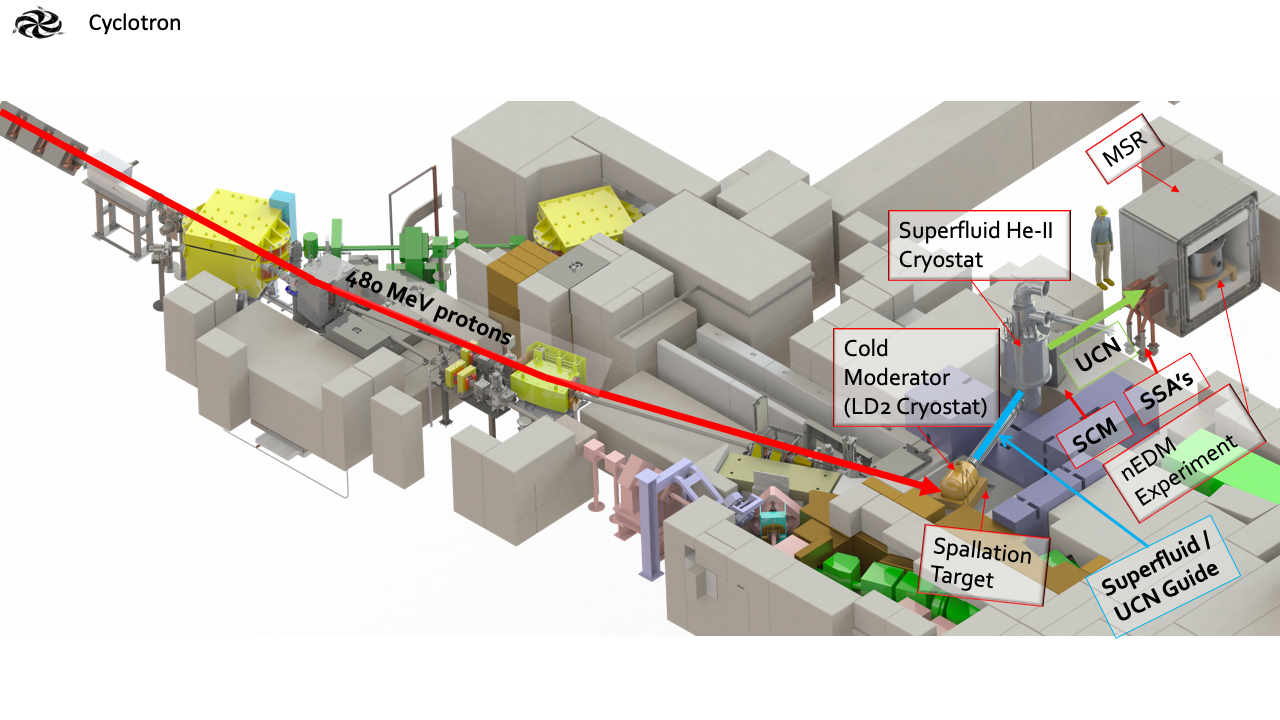 Cyclotron
MSR
Superfluid He-II
Cryostat
480 MeV protons
Cold
Moderator
(LD2 Cryostat)
UCN
SSA's
SCM
nEDM
Experiment
Spallation
Target
Superfluid /
UCN Guide